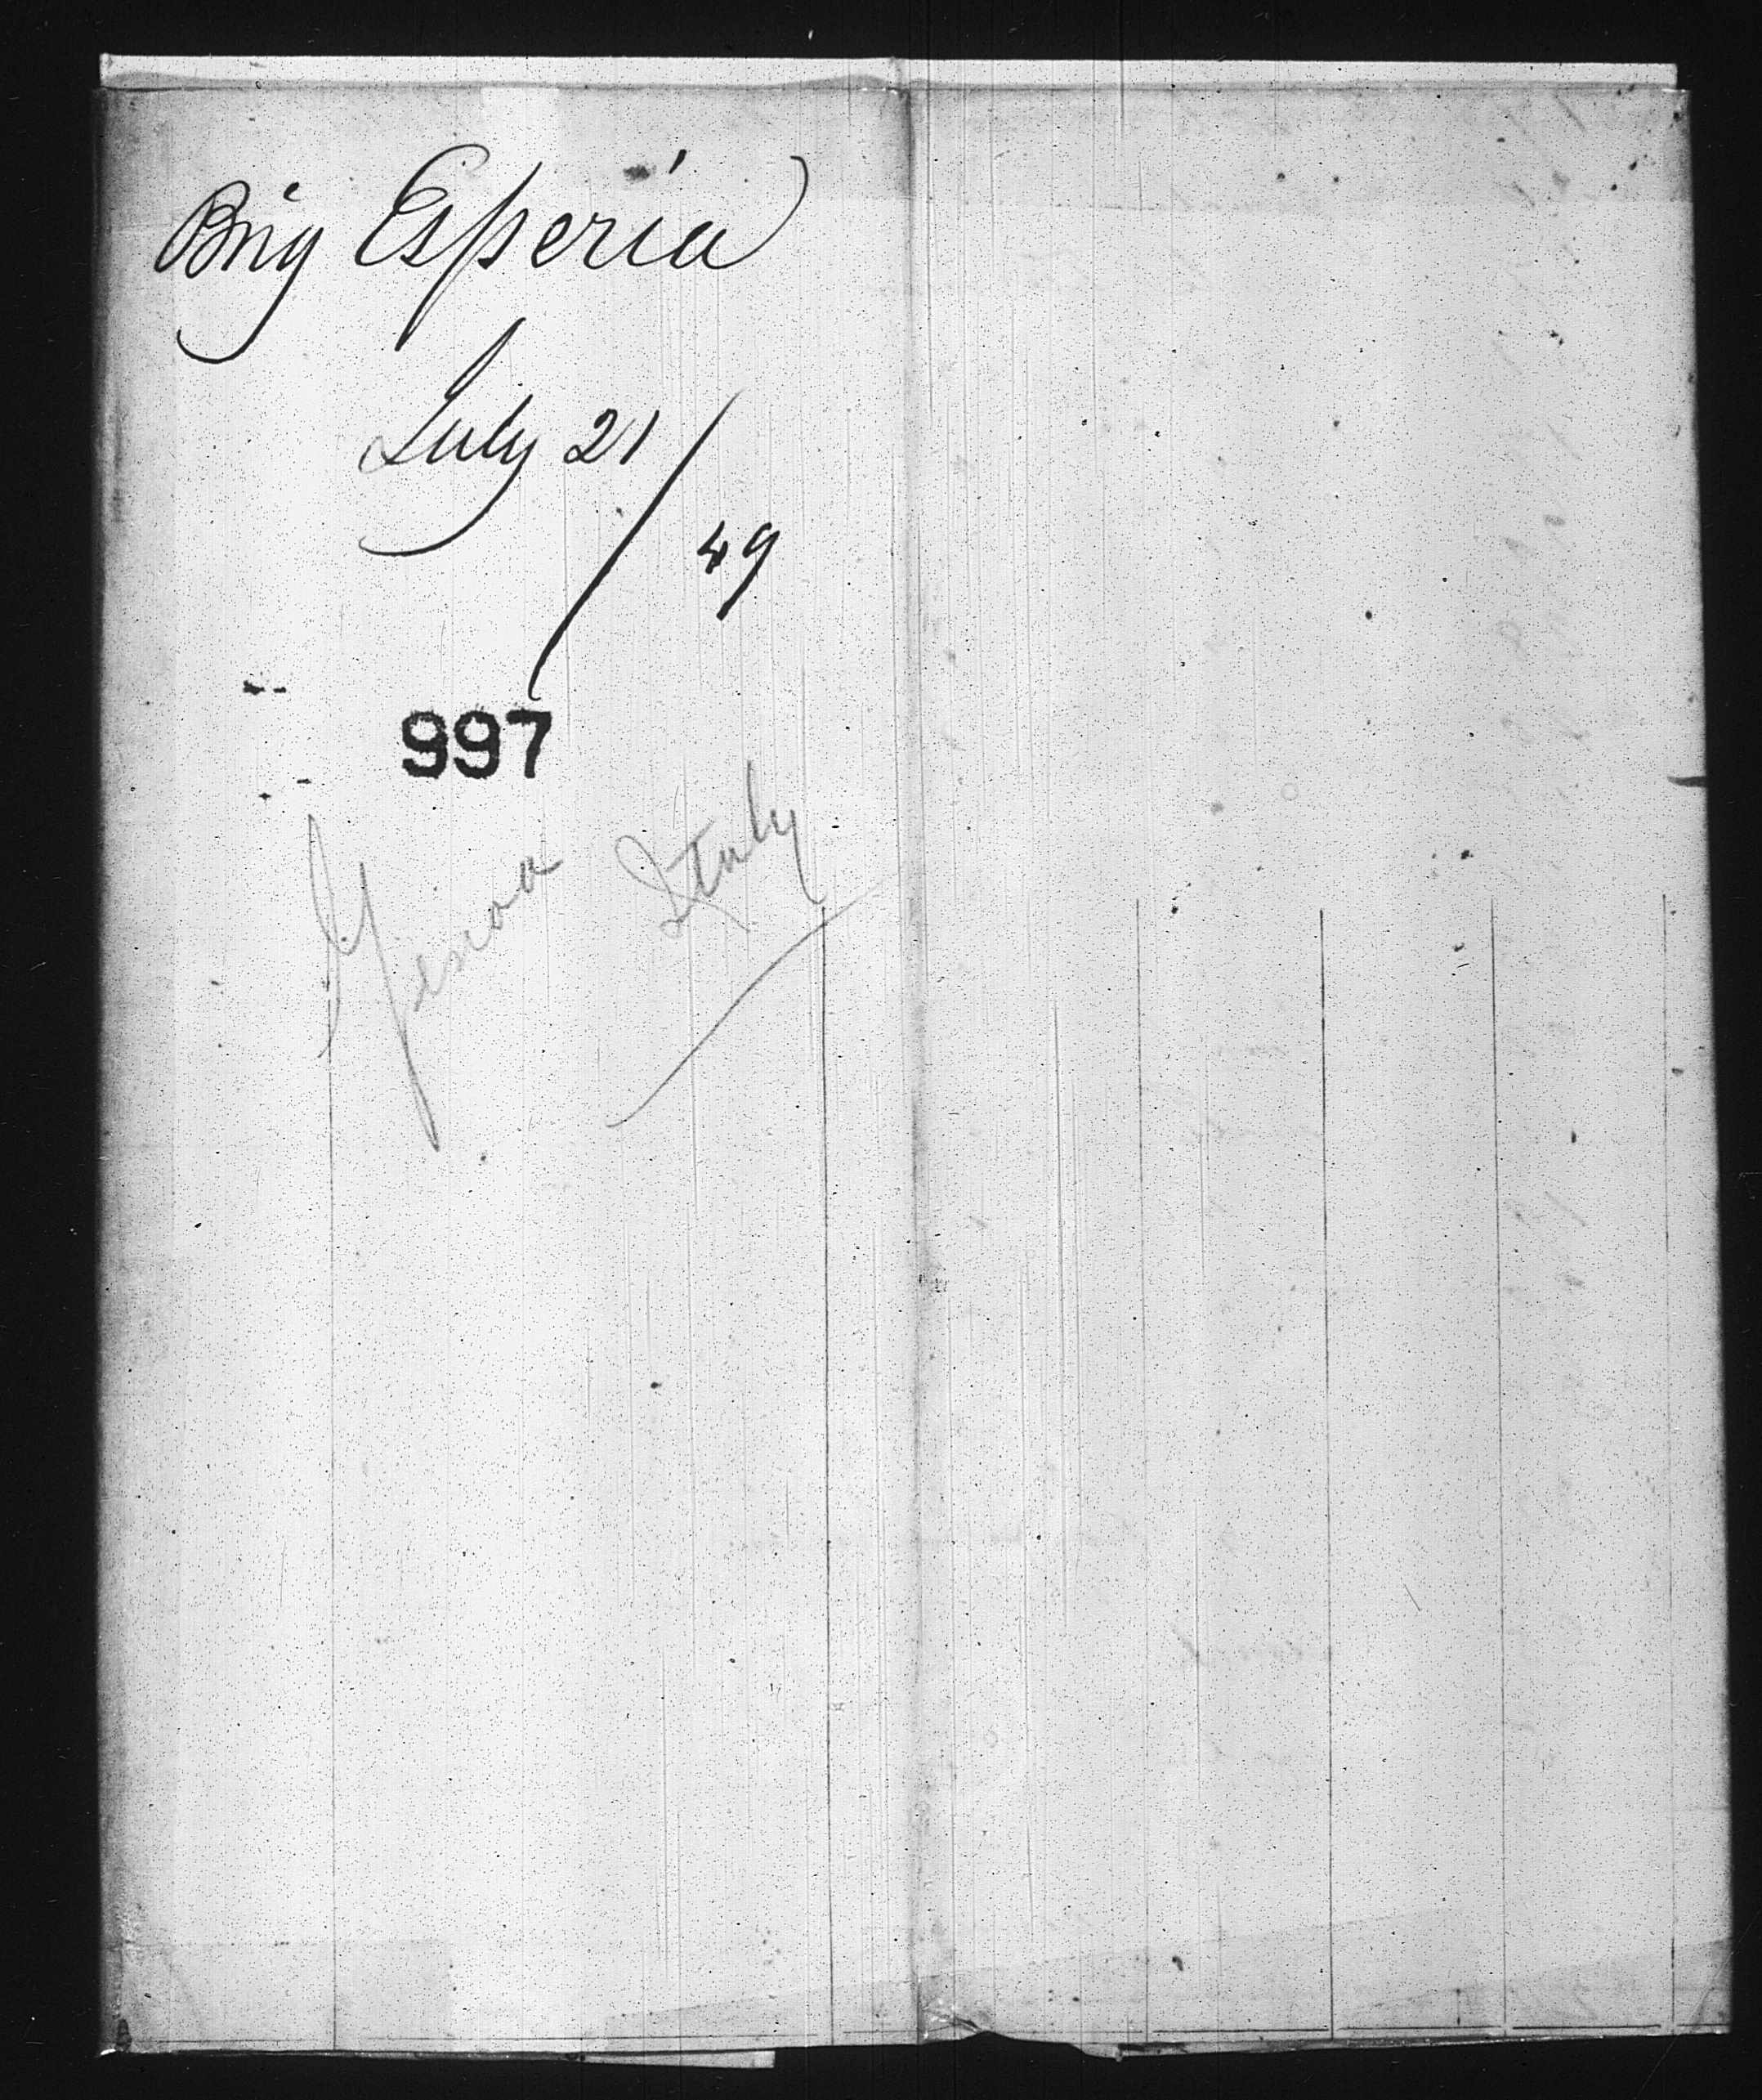 Brig Esperia
July 21/49
997
Genoa Italy